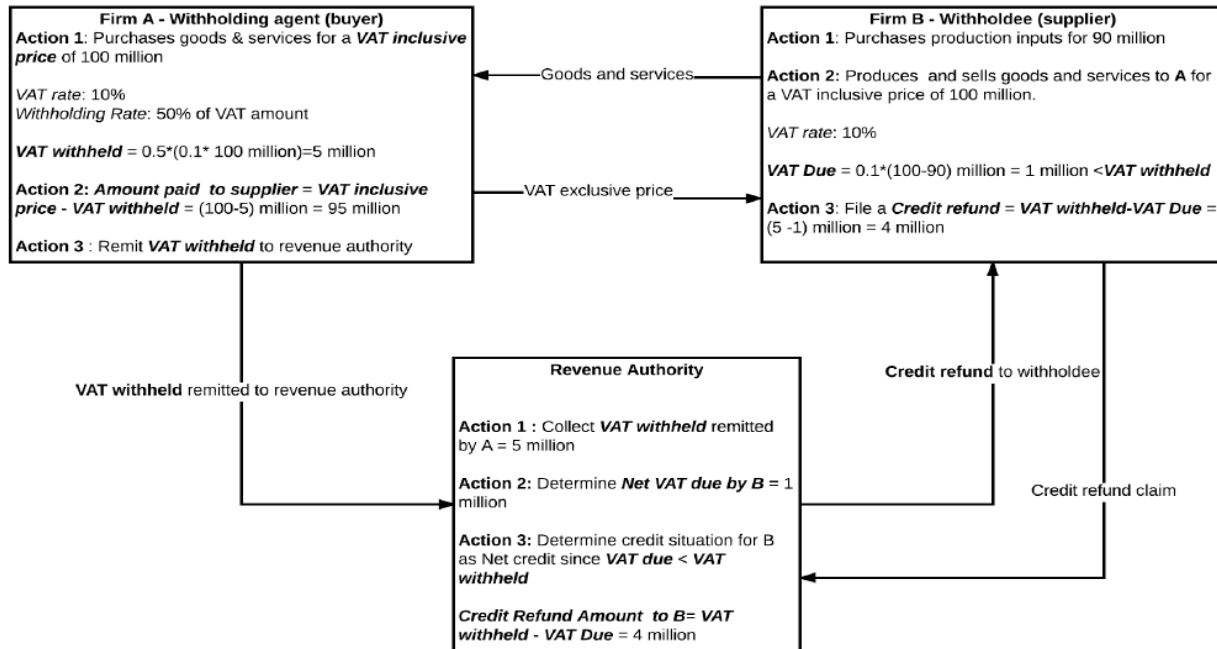 Firm A - Withholding agent (buyer)
Action 1: Purchases goods & services for a VAT inclusive
price of 100 million
VAT rate: 10%
Withholding Rate: 50% of VAT amount
VAT withheld = 0.5*(0.1* 100 million)=5 million
Action 2: Amount paid to supplier = VAT inclusive
price - VAT withheld = (100-5) million = 95 million
Action 3 : Remit VAT withheld to revenue authority
Goods and services
VAT exclusive price
Firm B - Withholdee (supplier)
Action 1: Purchases production inputs for 90 million
Action 2: Produces and sells goods and services to A for
a VAT inclusive price of 100 million.
VAT rate: 10%
VAT Due = 0.1*(100-90) million = 1 million <VAT withheld
Action 3: File a Credit refund = VAT withheld-VAT Due =
(5 -1) million = 4 million
VAT withheld remitted to revenue authority
Revenue Authority
Action 1 : Collect VAT withheld remitted
by A = 5 million
Action 2: Determine Net VAT due by B = 1
million
Action 3: Determine credit situation for B
as Net credit since VAT due < VAT
withheld
Credit Refund Amount to B= VAT
withheld - VAT Due = 4 million
Credit refund to withholdee
Credit refund claim